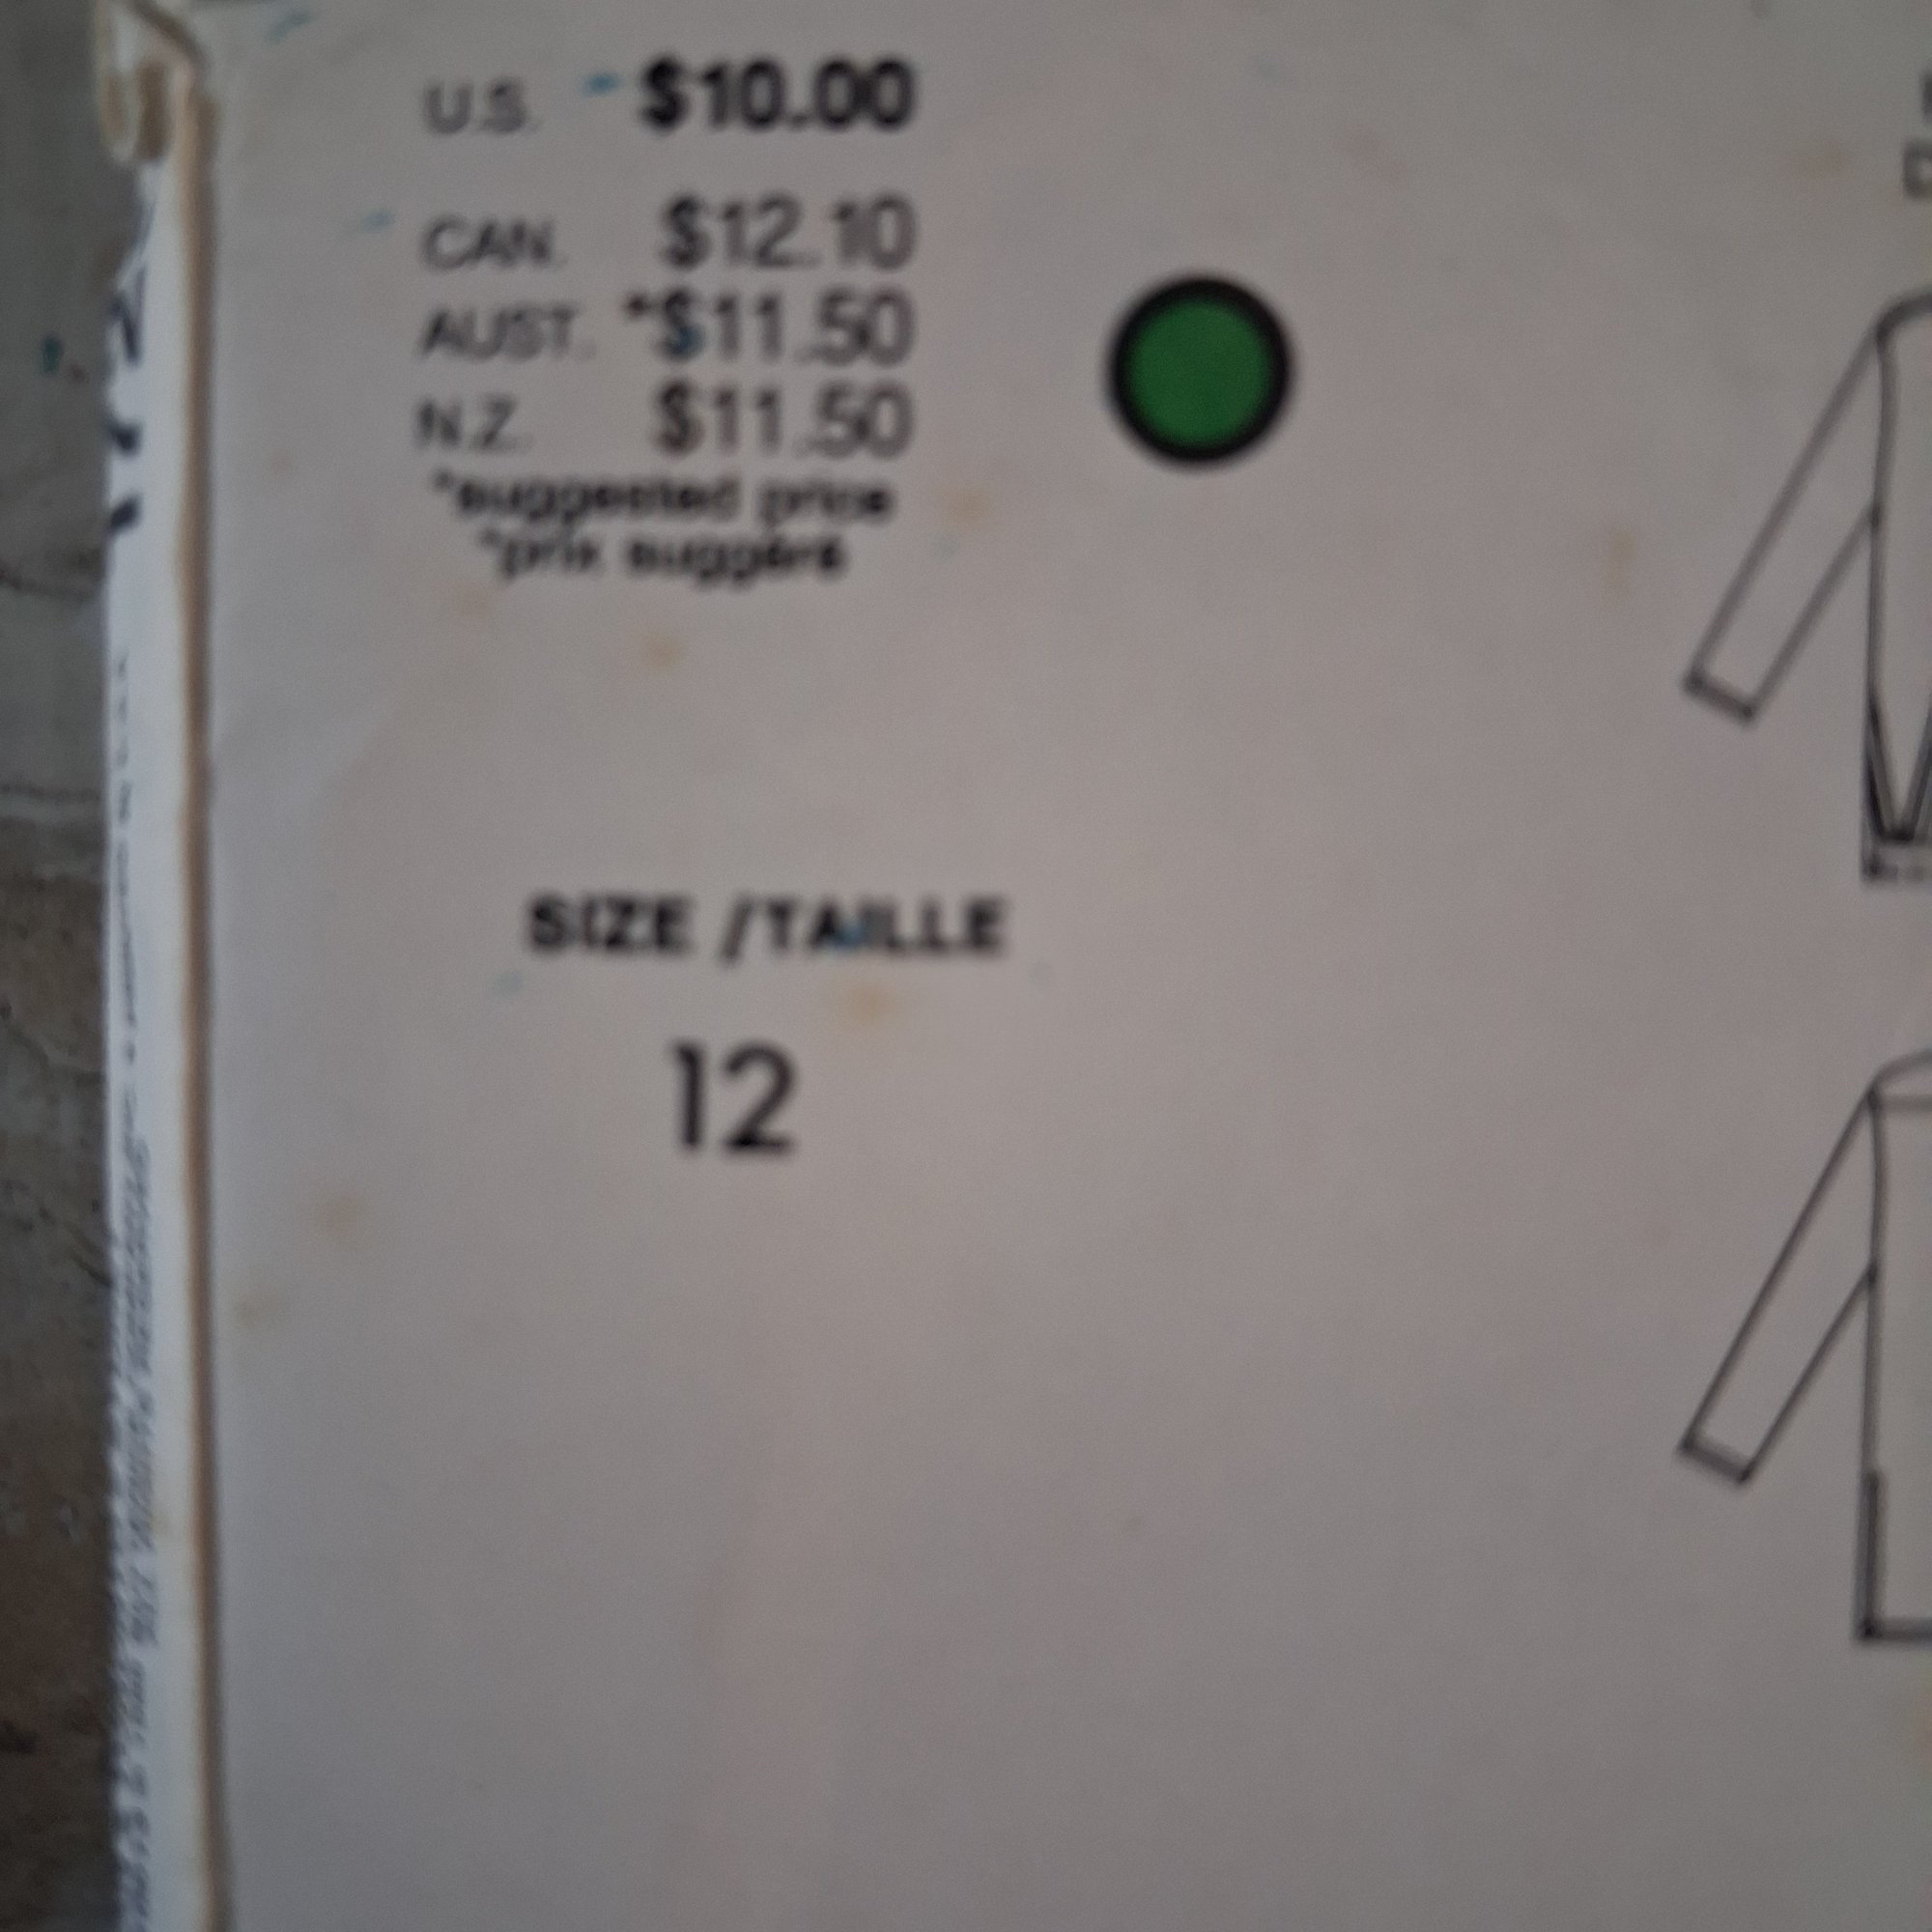 U.S. $10.00
CAN. $12.10
AUST. *$11.50
N.Z. $11.50
*suggested price
*prix suggéré
SIZE /TAILLE
12